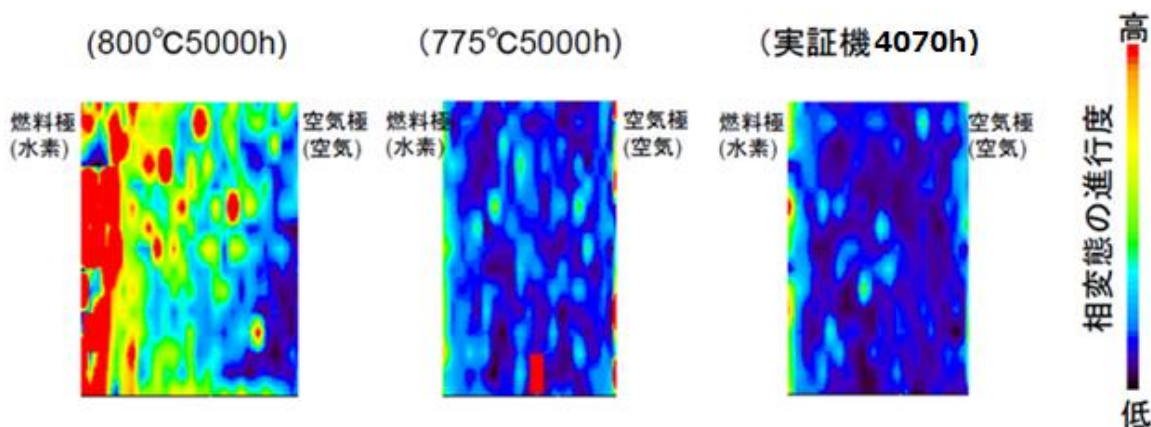 (800℃5000h)
（775℃5000h）
（実証機4070h）
燃料極
(水素)
空気極
(空気)
燃料極
(水素)
空気極
(空気)
燃料極
(水素)
空気極
(空気)
高
相変態の進行度
低